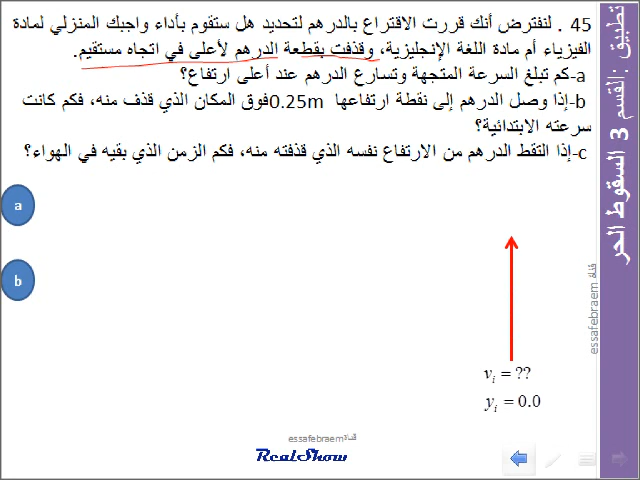 45 . لنفترض أنك قررت الاقتراع بالدرهم لتحديد هل ستقوم بأداء واجبك المنزلي لمادة
الفيزياء أم مادة اللغة الإنجليزية، وقذفت بقطعة الدرهم لأعلى في اتجاه مستقيم.
a-كم تبلغ السرعة المتجهة وتسارع الدرهم عند أعلى ارتفاع؟
b-إذا وصل الدرهم إلى نقطة ارتفاعها 0.25m فوق المكان الذي قذف منه، فكم كانت
سرعته الابتدائية؟
c-إذا التقط الدرهم من الارتفاع نفسه الذي قذفته منه، فكم الزمن الذي بقيه في الهواء؟
a
b
vᵢ = ??
yᵢ = 0.0
تطبيق :القسم 3 السقوط الحر
قناة essafebraem
essafebraem قناة
RealShow